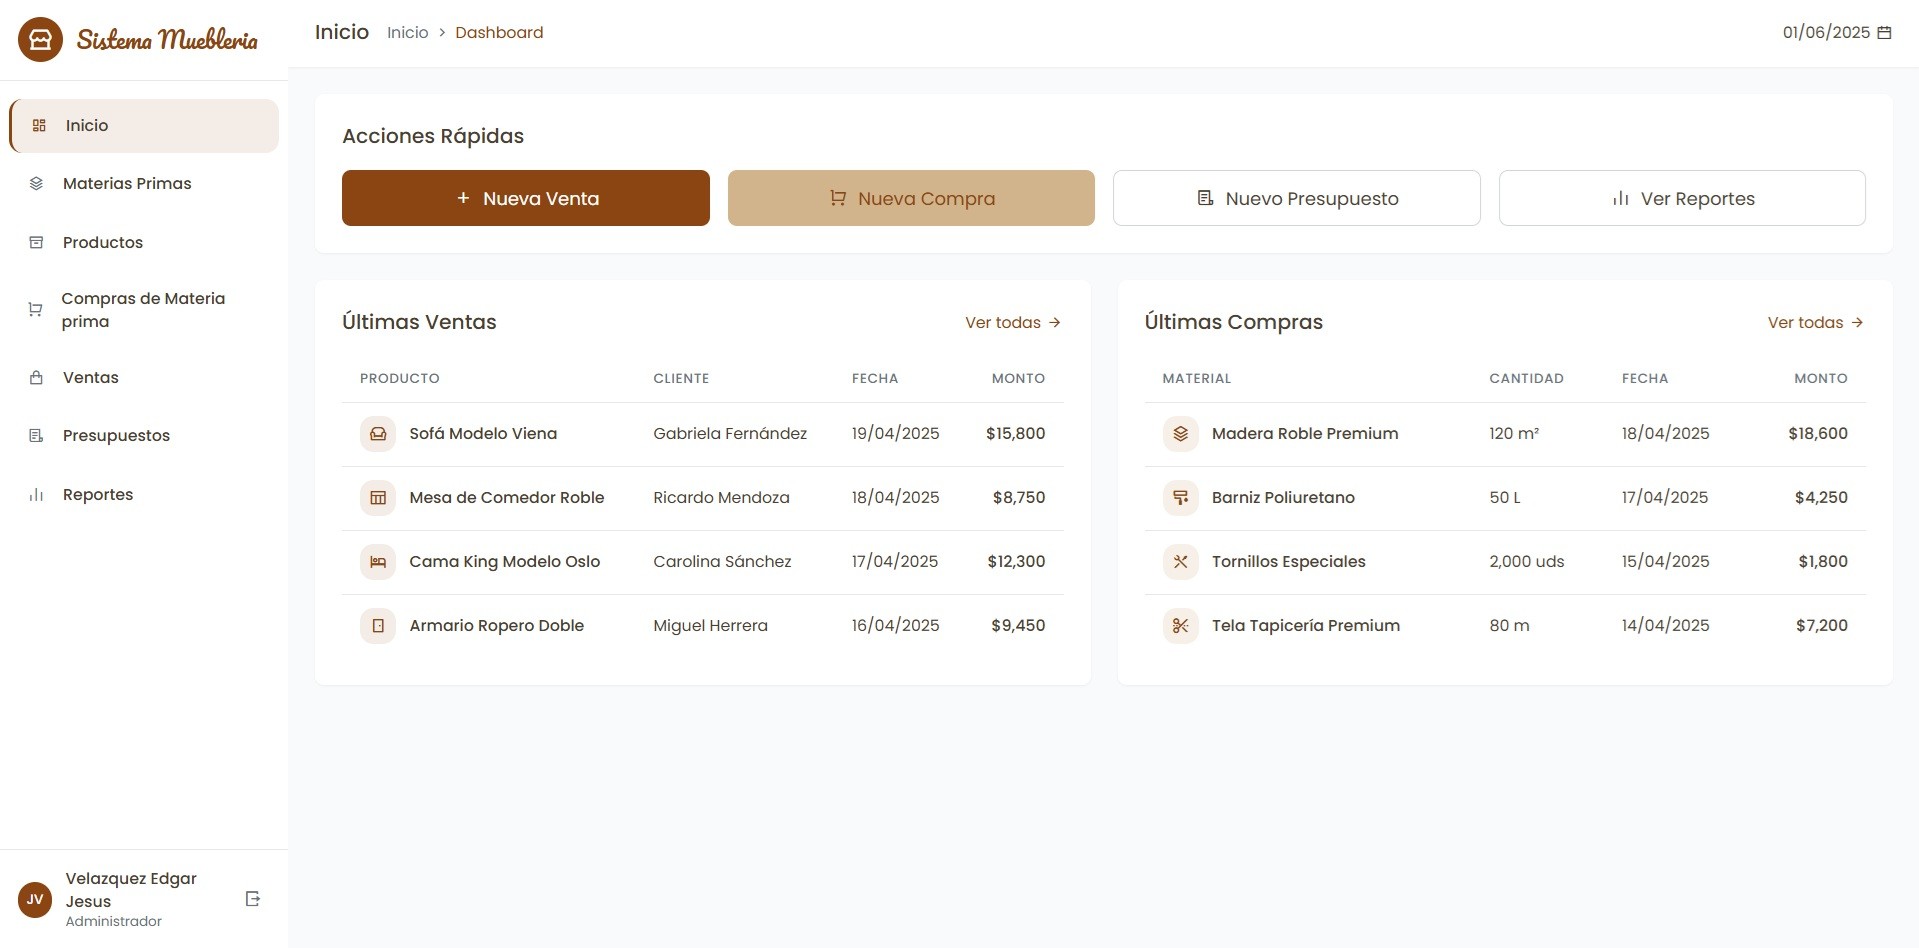 Sistema Muebleria
Inicio
Materias Primas
Productos
Compras de Materia
prima
Ventas
Presupuestos
Reportes
JV
Velazquez Edgar
Jesus
Administrador
Inicio Inicio > Dashboard 01/06/2025
Acciones Rápidas
+ Nueva Venta Nueva Compra Nuevo Presupuesto Ver Reportes
Últimas Ventas Ver todas →
PRODUCTO CLIENTE FECHA MONTO
Sofá Modelo Viena Gabriela Fernández 19/04/2025 $15,800
Mesa de Comedor Roble Ricardo Mendoza 18/04/2025 $8,750
Cama King Modelo Oslo Carolina Sánchez 17/04/2025 $12,300
Armario Ropero Doble Miguel Herrera 16/04/2025 $9,450
Últimas Compras Ver todas →
MATERIAL CANTIDAD FECHA MONTO
Madera Roble Premium 120 m² 18/04/2025 $18,600
Barniz Poliuretano 50 L 17/04/2025 $4,250
Tornillos Especiales 2,000 uds 15/04/2025 $1,800
Tela Tapicería Premium 80 m 14/04/2025 $7,200